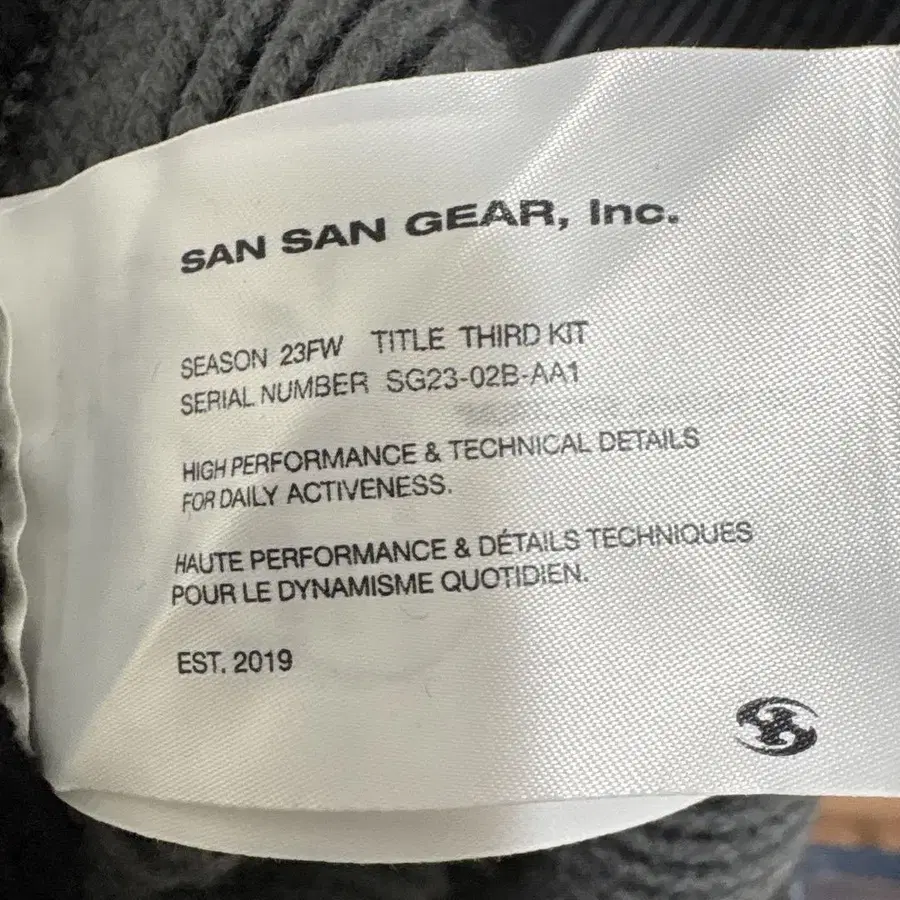 SAN SAN GEAR, Inc.
SEASON 23FW TITLE THIRD KIT
SERIAL NUMBER SG23-02B-AA1
HIGH PERFORMANCE & TECHNICAL DETAILS
FOR DAILY ACTIVENESS.
HAUTE PERFORMANCE & DÉTAILS TECHNIQUES
POUR LE DYNAMISME QUOTIDIEN.
EST. 2019